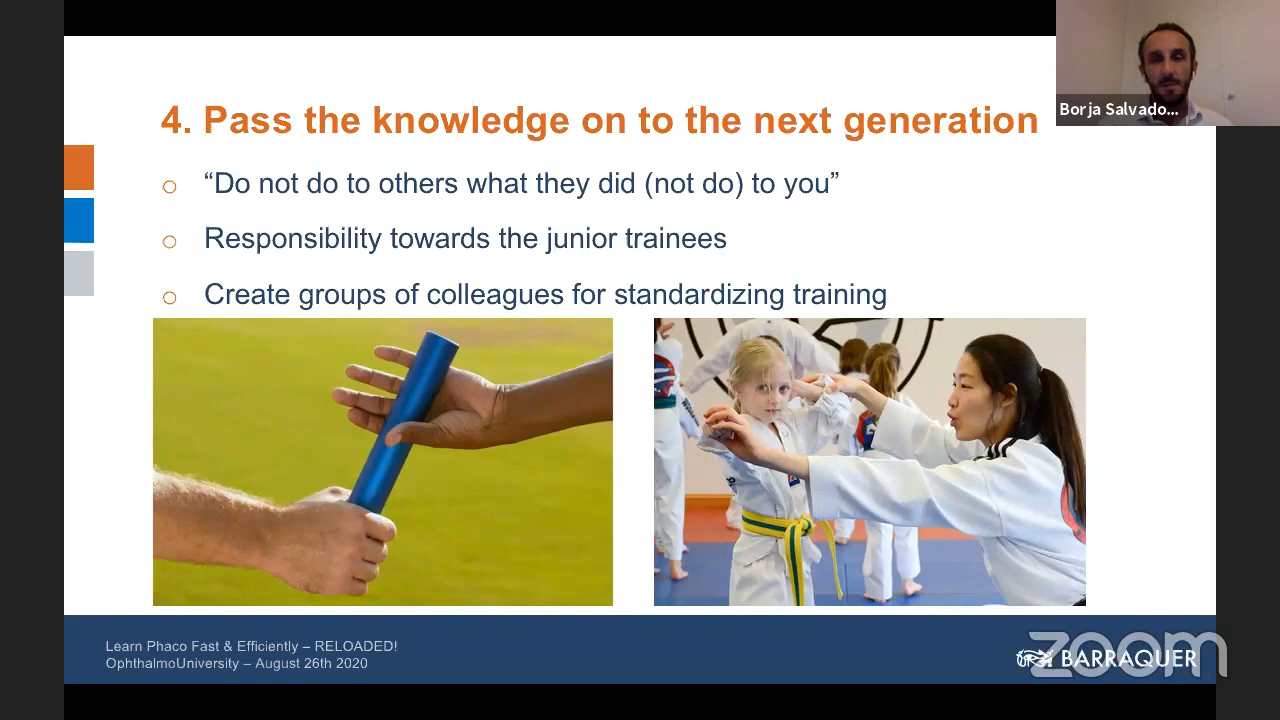 Borja Salvado...
4. Pass the knowledge on to the next generation
“Do not do to others what they did (not do) to you”
Responsibility towards the junior trainees
Create groups of colleagues for standardizing training
Learn Phaco Fast & Efficiently – RELOADED!
OphthalmoUniversity – August 26th 2020
BARRAQUER
zoom